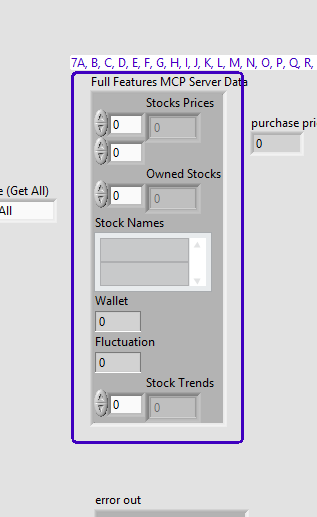 7A, B, C, D, E, F, G, H, I, J, K, L, M, N, O, P, Q, R,
Full Features MCP Server Data
Stocks Prices
0 0
0
purchase pri
0
Owned Stocks
0 0
e (Get All)
All
Stock Names
Wallet
0
Fluctuation
0
Stock Trends
0 0
error out